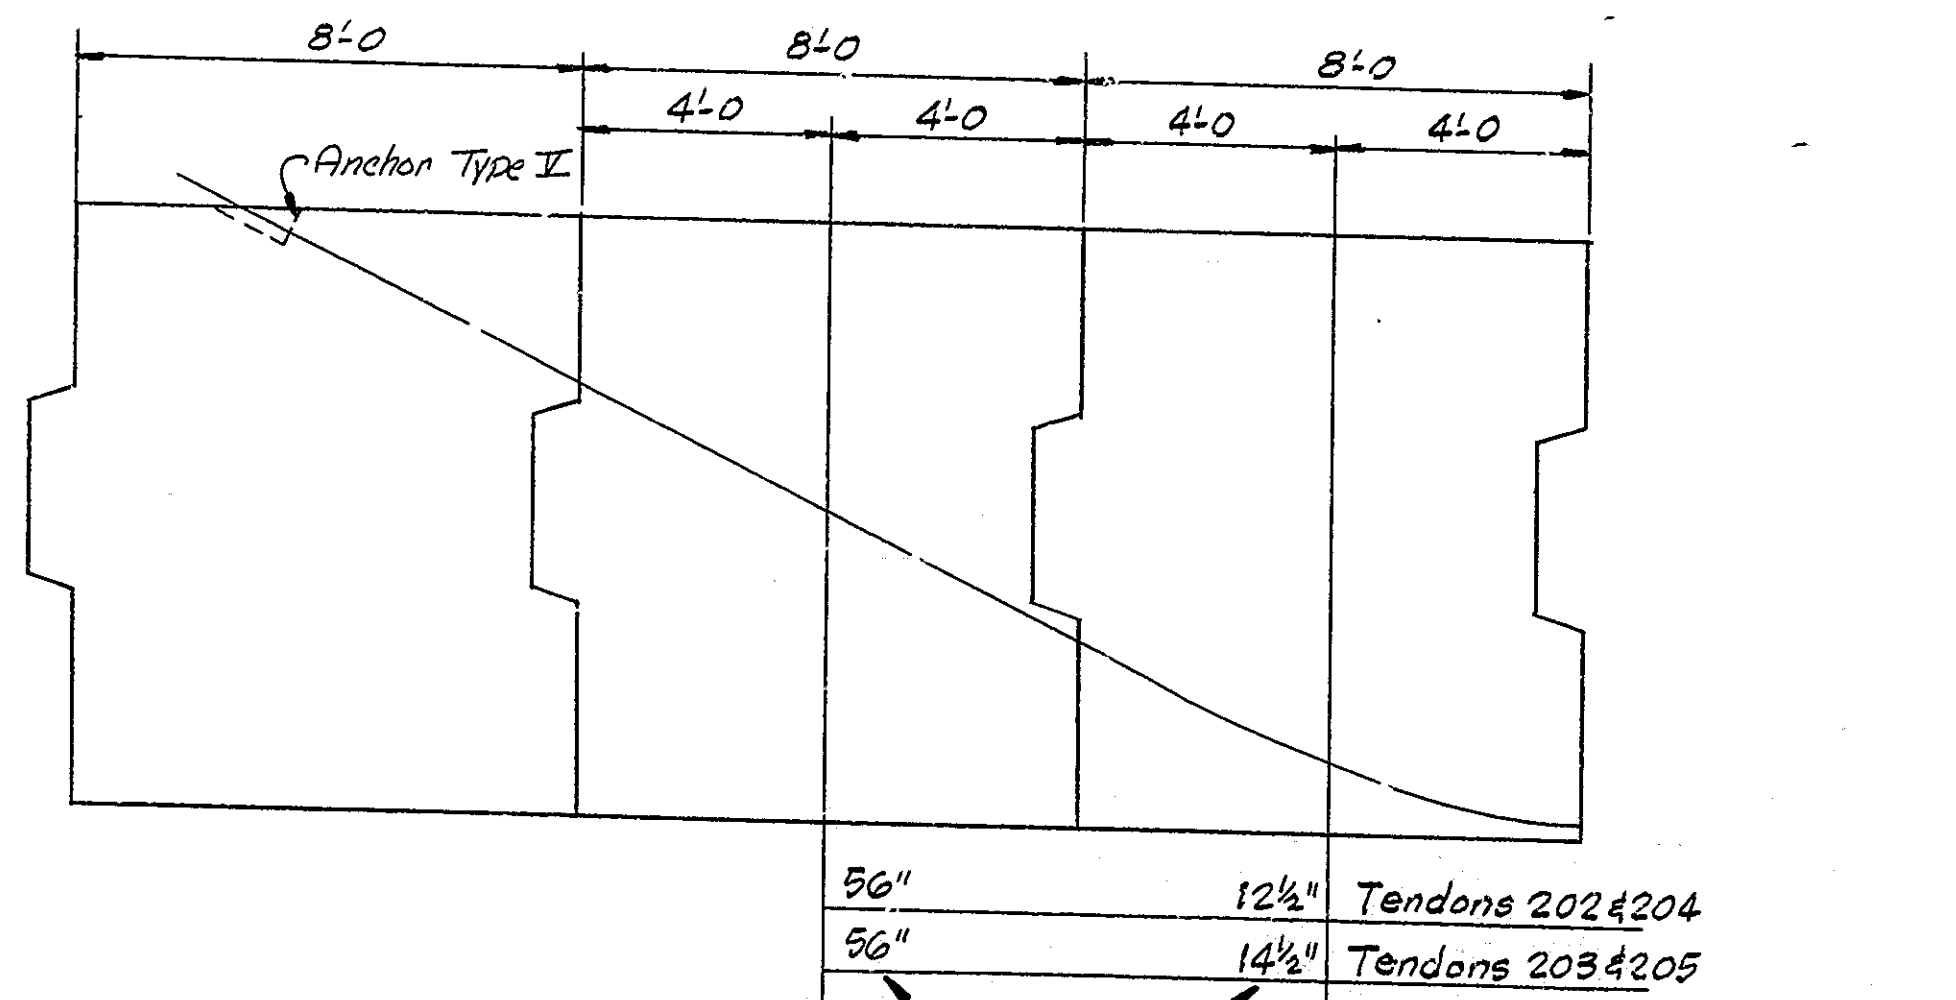 8'-0 8'-0 8'-0
4'-0 4'-0 4'-0 4'-0
Anchor Type V
56" 12½" Tendons 202 & 204
56" 14½" Tendons 203 & 205